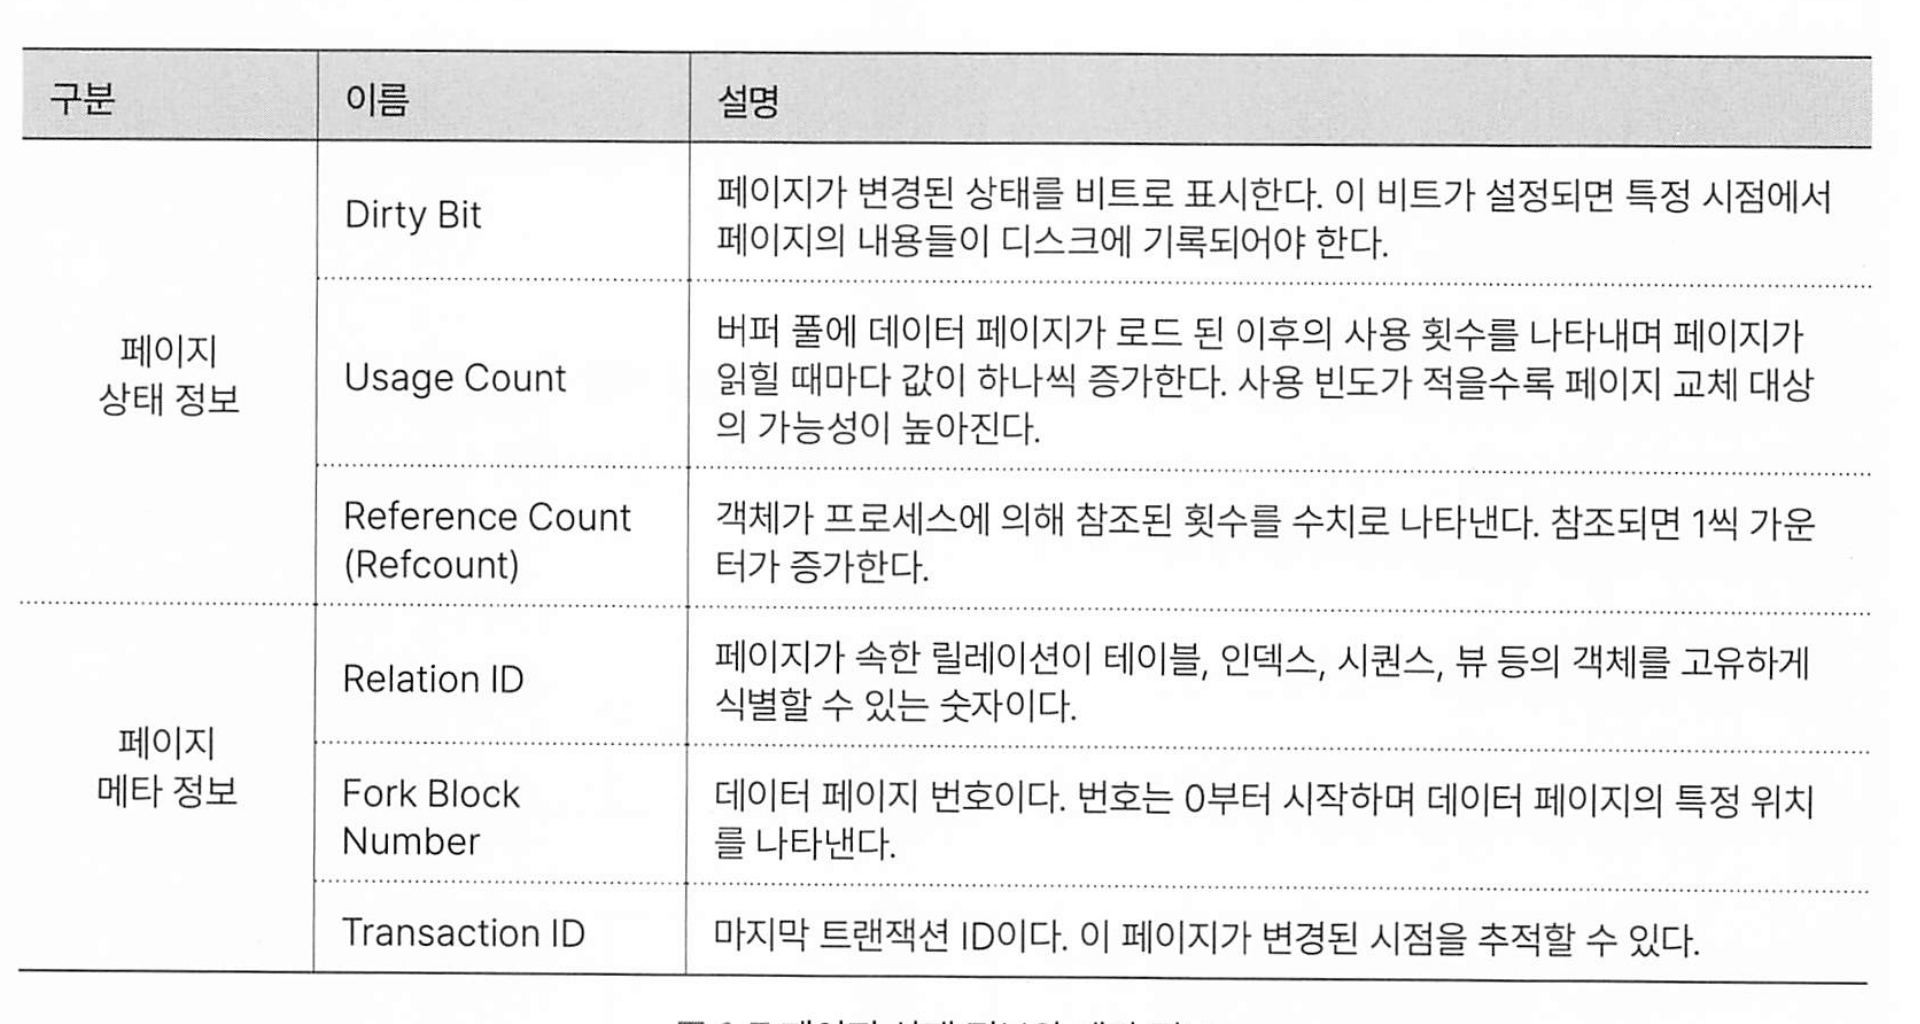 구분 이름 설명
Dirty Bit
페이지가 변경된 상태를 비트로 표시한다. 이 비트가 설정되면 특정 시점에서
페이지의 내용들이 디스크에 기록되어야 한다.
페이지
상태 정보
Usage Count
버퍼 풀에 데이터 페이지가 로드 된 이후의 사용 횟수를 나타내며 페이지가
읽힐 때마다 값이 하나씩 증가한다. 사용 빈도가 적을수록 페이지 교체 대상
의 가능성이 높아진다.
Reference Count
(Refcount)
객체가 프로세스에 의해 참조된 횟수를 수치로 나타낸다. 참조되면 1씩 가운
터가 증가한다.
페이지
메타 정보
Relation ID
페이지가 속한 릴레이션이 테이블, 인덱스, 시퀀스, 뷰 등의 객체를 고유하게
식별할 수 있는 숫자이다.
Fork Block
Number
데이터 페이지 번호이다. 번호는 0부터 시작하며 데이터 페이지의 특정 위치
를 나타낸다.
Transaction ID
마지막 트랜잭션 ID이다. 이 페이지가 변경된 시점을 추적할 수 있다.